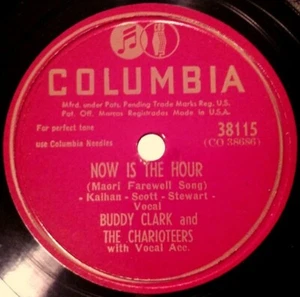 COLUMBIA
Mfrd. under Pats. Pending Trade Marks Reg. U.S.
Pat. Off. Marcas Registradas Made in U.S.A.
For perfect tone
use Columbia Needles
38115
(CO 38686)
NOW IS THE HOUR
(Maori Farewell Song)
- Kaihan - Scott - Stewart -
Vocal
BUDDY CLARK and
THE CHARIOTEERS
with Vocal Acc.